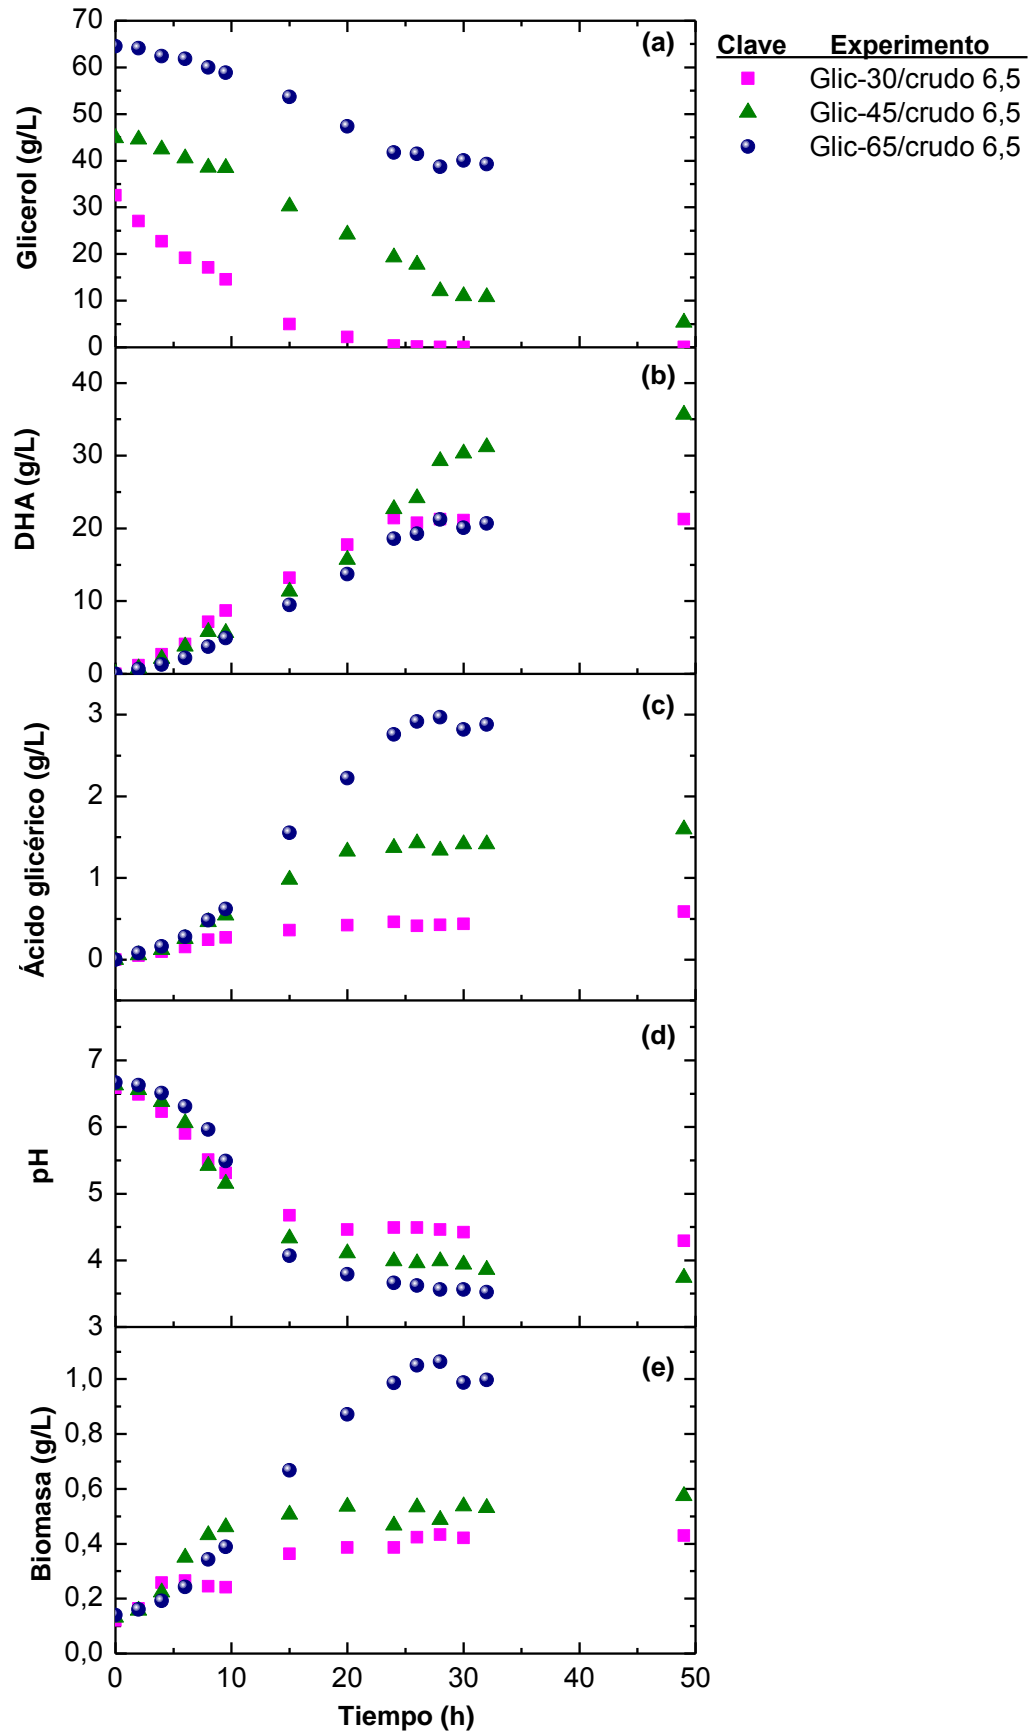 Clave Experimento
Glic-30/crudo 6,5
Glic-45/crudo 6,5
Glic-65/crudo 6,5
(a)
Glicerol (g/L)
70
60
50
40
30
20
10
0
(b)
DHA (g/L)
40
30
20
10
0
(c)
Ácido glicérico (g/L)
3
2
1
0
(d)
pH
7
6
5
4
3
(e)
Biomasa (g/L)
1,0
0,8
0,6
0,4
0,2
0,0
0 10 20 30 40 50
Tiempo (h)